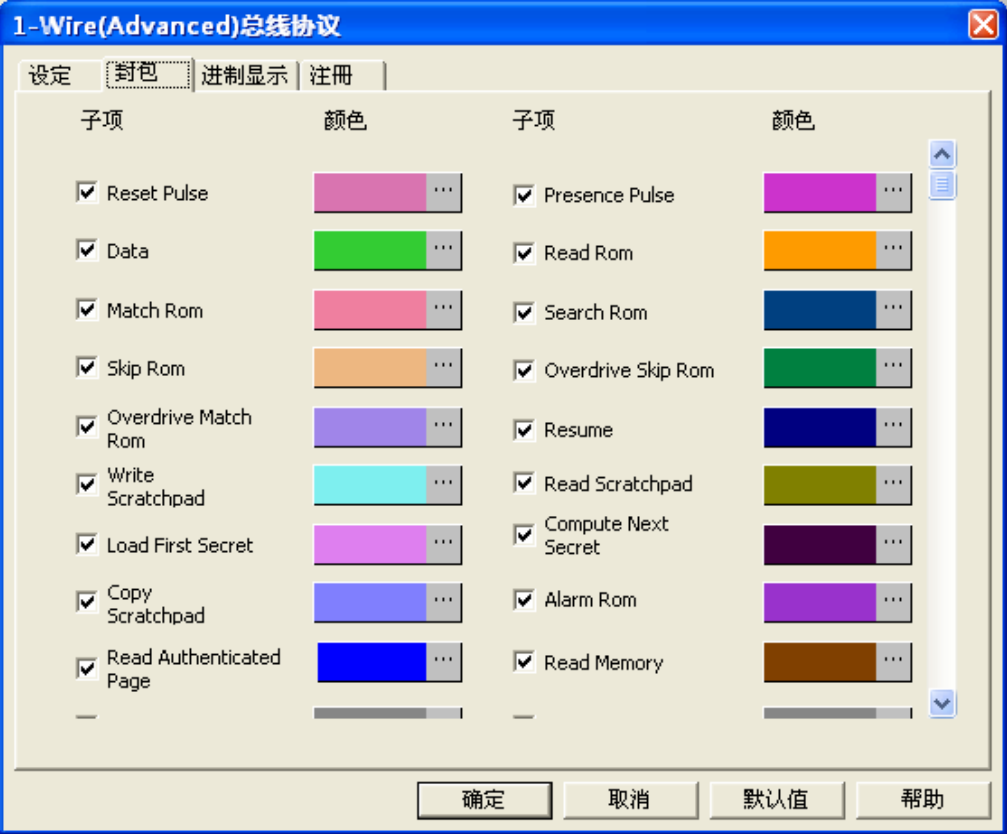 1-Wire(Advanced)总线协议
设定 封包 进制显示 注冊
子项 颜色 子项 颜色
Reset Pulse ... Presence Pulse ...
Data ... Read Rom ...
Match Rom ... Search Rom ...
Skip Rom ... Overdrive Skip Rom ...
Overdrive Match
Rom ... Resume ...
Write
Scratchpad ... Read Scratchpad ...
Load First Secret ... Compute Next
Secret ...
Copy
Scratchpad ... Alarm Rom ...
Read Authenticated
Page ... Read Memory ...
确定 取消 默认值 帮助